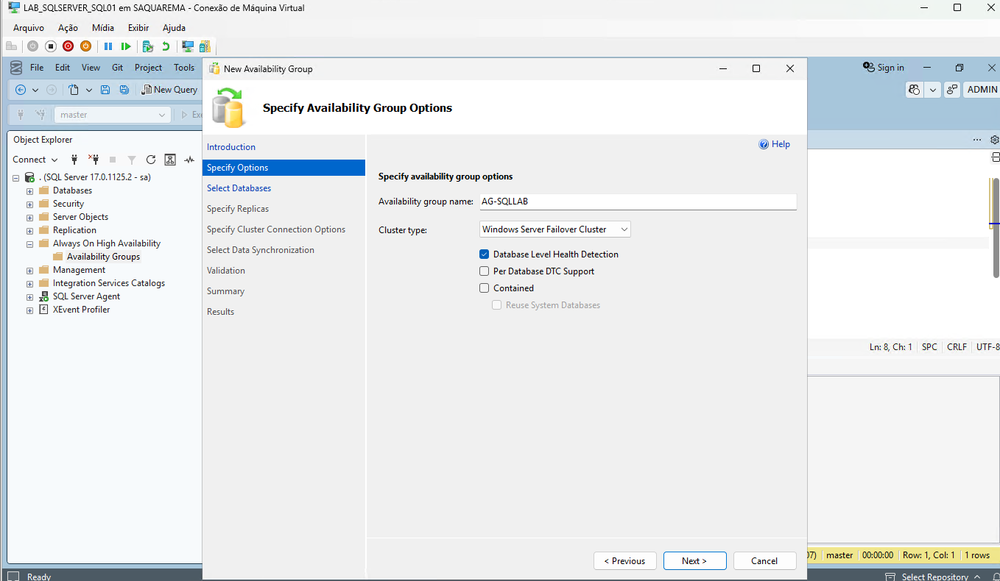 LAB_SQLSERVER_SQL01 em SAQUAREMA - Conexão de Máquina Virtual
Arquivo Ação Mídia Exibir Ajuda
File Edit View Git Project Tools
Sign in
New Query
ADMIN
master
Exe
Object Explorer
Connect
. (SQL Server 17.0.1125.2 - sa)
Databases
Security
Server Objects
Replication
Always On High Availability
Availability Groups
Management
Integration Services Catalogs
SQL Server Agent
XEvent Profiler
New Availability Group
Specify Availability Group Options
Introduction
Specify Options
Select Databases
Specify Replicas
Specify Cluster Connection Options
Select Data Synchronization
Validation
Summary
Results
Help
Specify availability group options
Availability group name: AG-SQLLAB
Cluster type: Windows Server Failover Cluster
Database Level Health Detection
Per Database DTC Support
Contained
Reuse System Databases
< Previous Next > Cancel
Ln: 8, Ch: 1 SPC CRLF UTF-8
07) master 00:00:00 Row: 1, Col: 1 1 rows
Ready
Select Repository